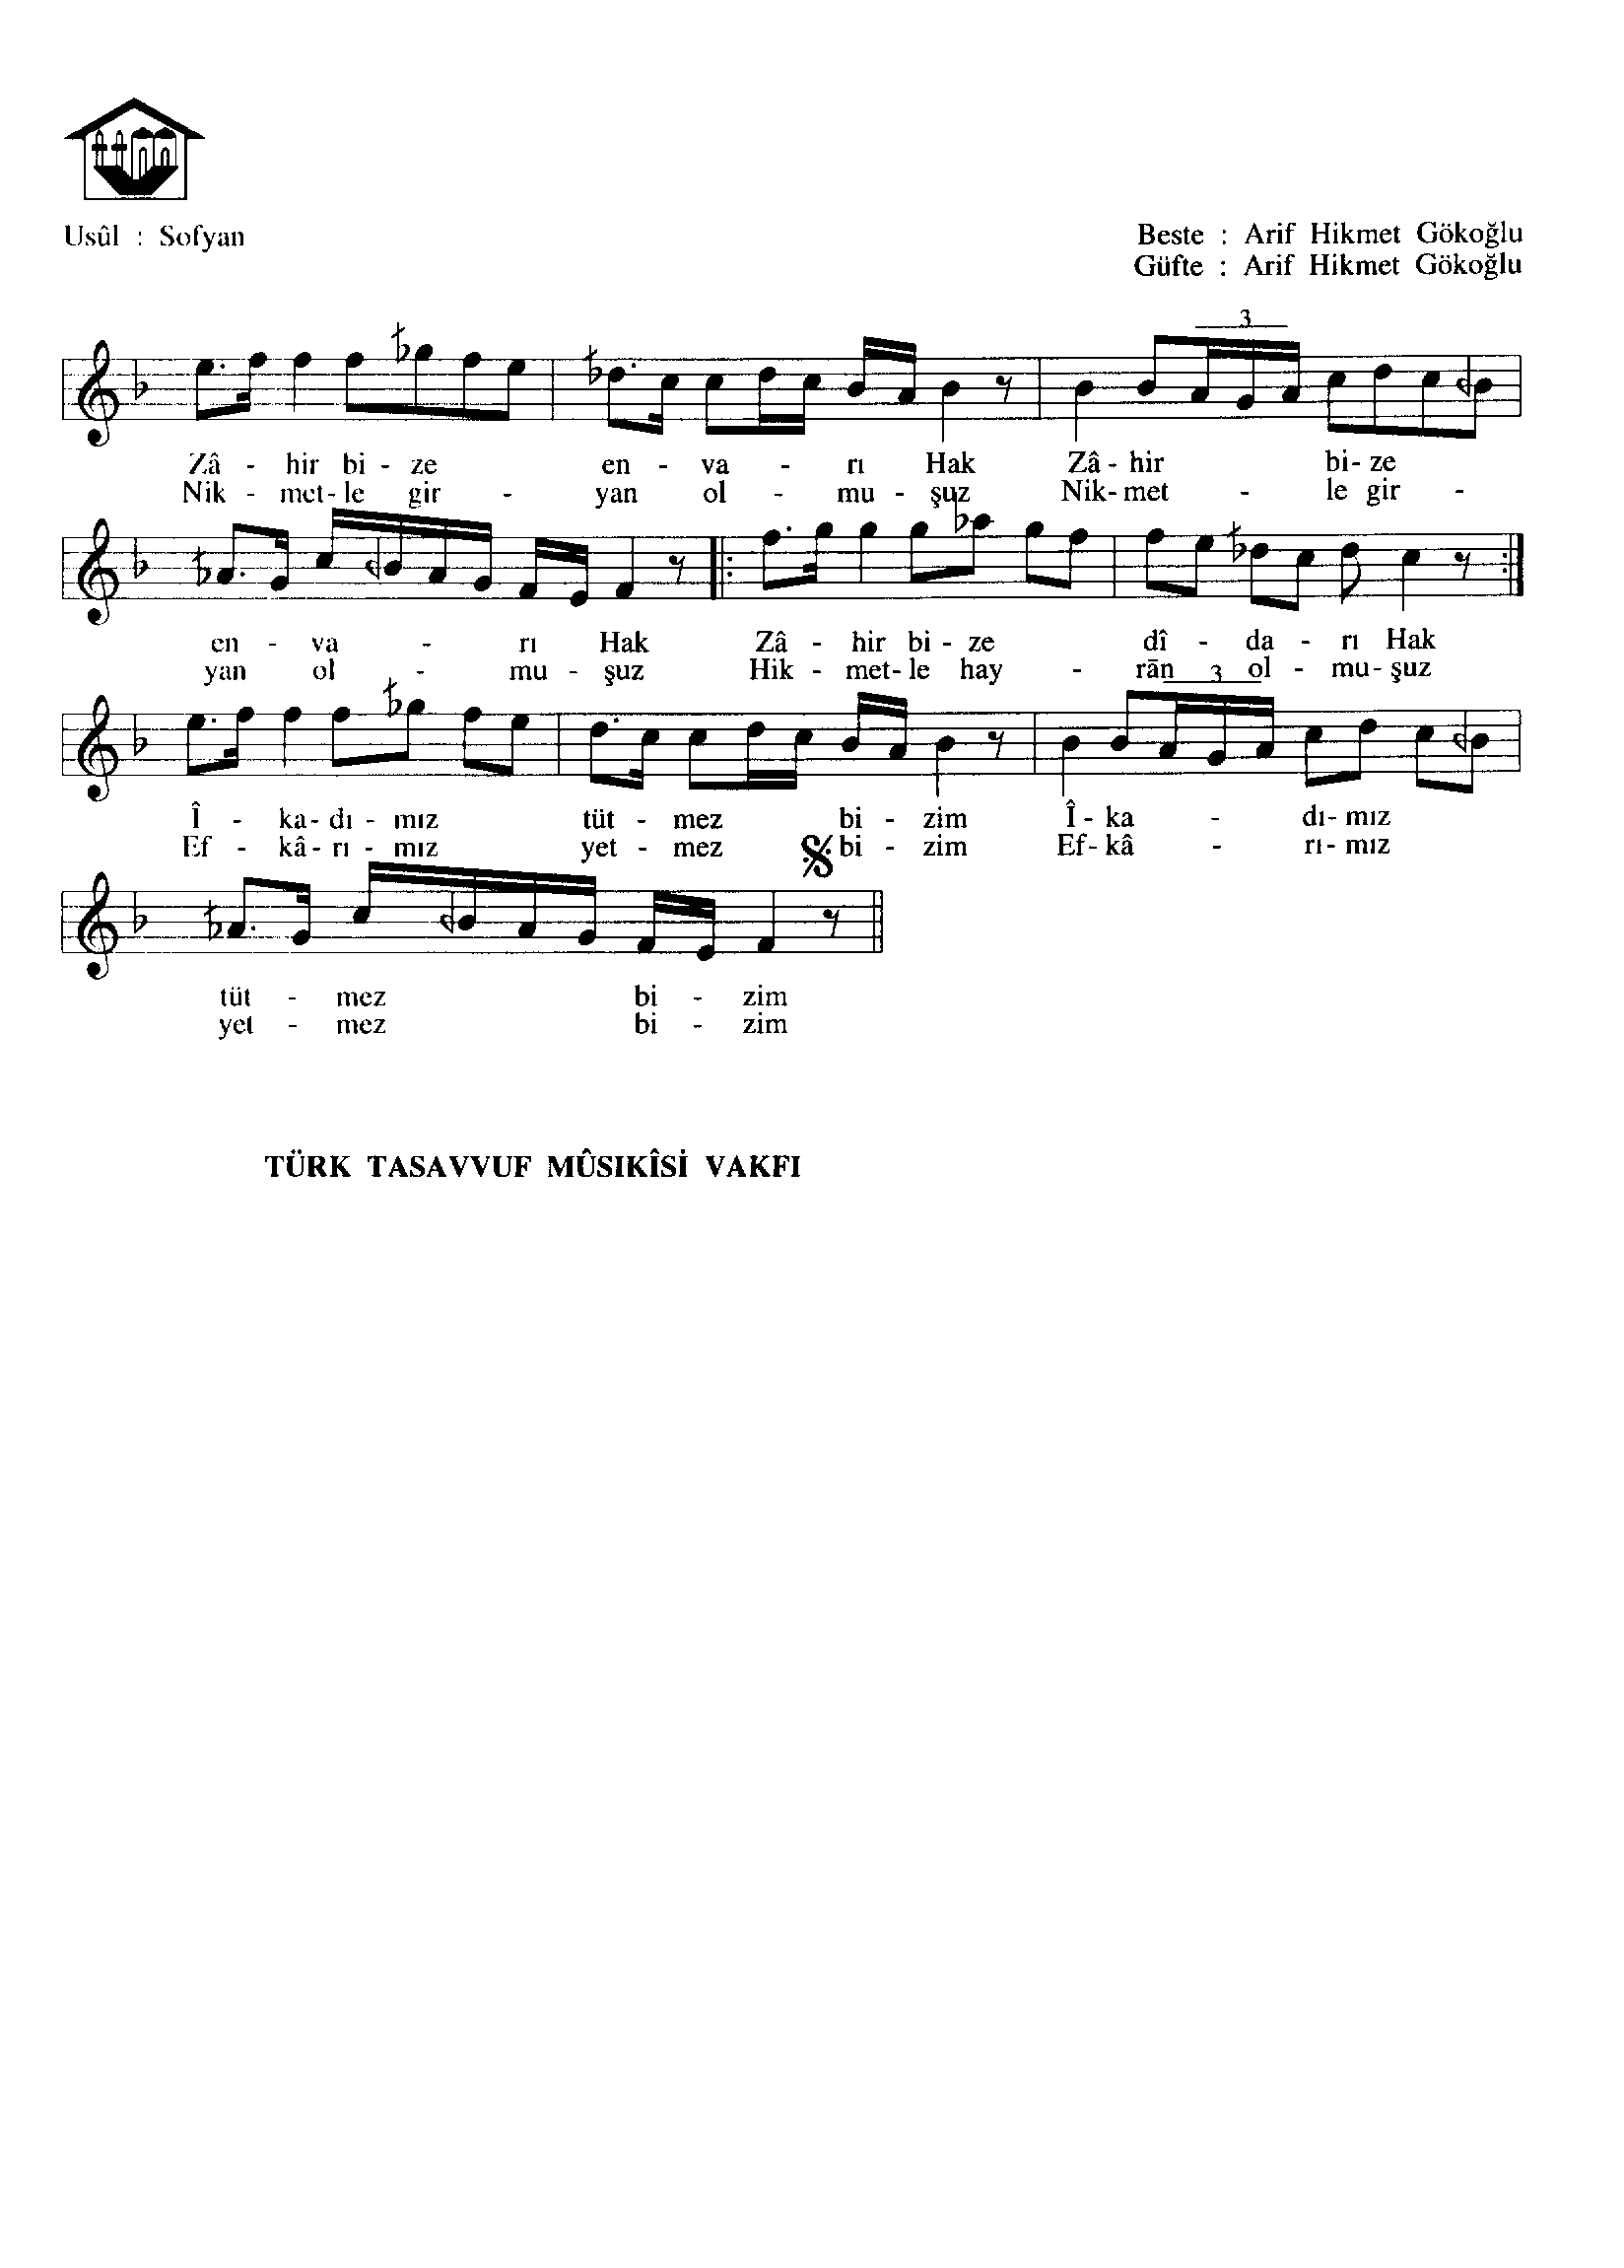 Usûl : Sofyan
Beste : Arif Hikmet Gökoğlu
Güfte : Arif Hikmet Gökoğlu
3
Zâ - hir bi - ze en - va - rı Hak Zâ - hir bi- ze
Nik - met- le gir - yan ol - mu - şuz Nik- met - le gir -
en - va - rı Hak Zâ - hir bi - ze dî - da - rı Hak
yan ol - mu - şuz Hik - met- le hay - rān ol - mu - şuz
3
Î - ka- dı - mız tüt - mez bi - zim Î - ka - dı- mız
Ef - kâ - rı - mız yet - mez bi - zim Ef- kâ - rı- mız
tüt - mez bi - zim
yet - mez bi - zim
TÜRK TASAVVUF MÛSIKÎSİ VAKFI